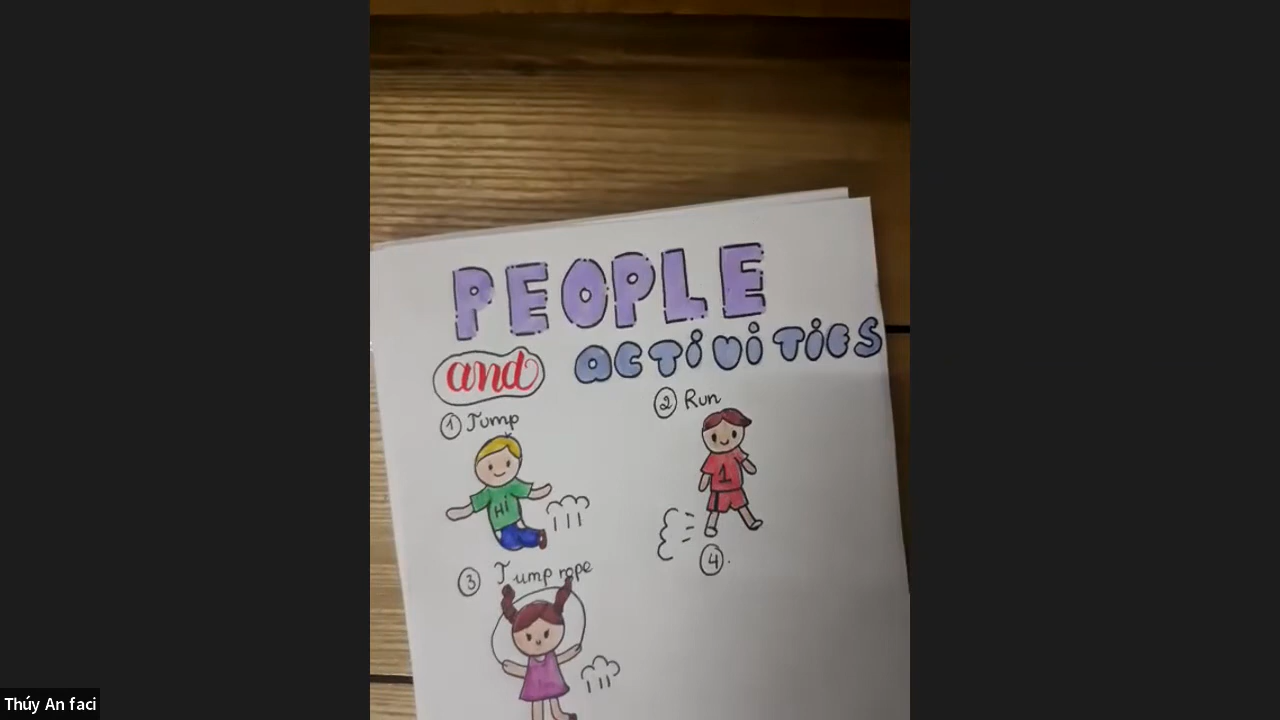 PEOPLE
and ACTIVITIES
1 Jump
2 Run
HI
1
3 Jump rope
4.
Thúy An faci